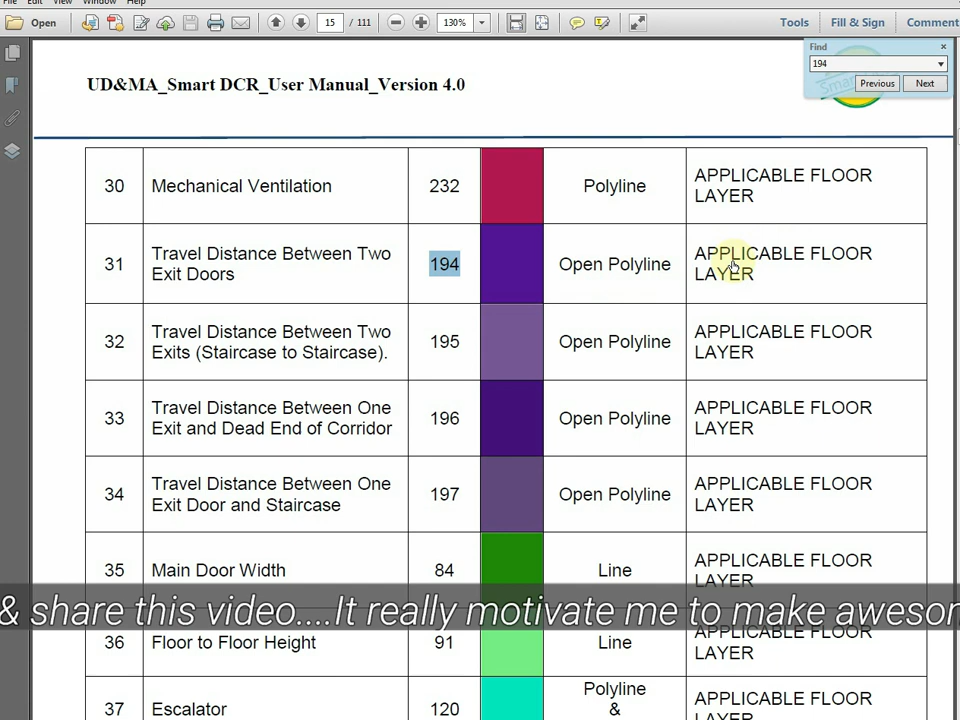 Edit View Window Help
Open 15 / 111 130% Tools Fill & Sign Comment
Find
194
Previous Next
UD&MA_Smart DCR_User Manual_Version 4.0
30 Mechanical Ventilation 232 Polyline APPLICABLE FLOOR
LAYER
31 Travel Distance Between Two
Exit Doors 194 Open Polyline APPLICABLE FLOOR
LAYER
32 Travel Distance Between Two
Exits (Staircase to Staircase). 195 Open Polyline APPLICABLE FLOOR
LAYER
33 Travel Distance Between One
Exit and Dead End of Corridor 196 Open Polyline APPLICABLE FLOOR
LAYER
34 Travel Distance Between One
Exit Door and Staircase 197 Open Polyline APPLICABLE FLOOR
LAYER
35 Main Door Width 84 Line APPLICABLE FLOOR
LAYER
& share this video....It really motivate me to make aweso
36 Floor to Floor Height 91 Line APPLICABLE FLOOR
LAYER
37 Escalator 120 Polyline
& APPLICABLE FLOOR